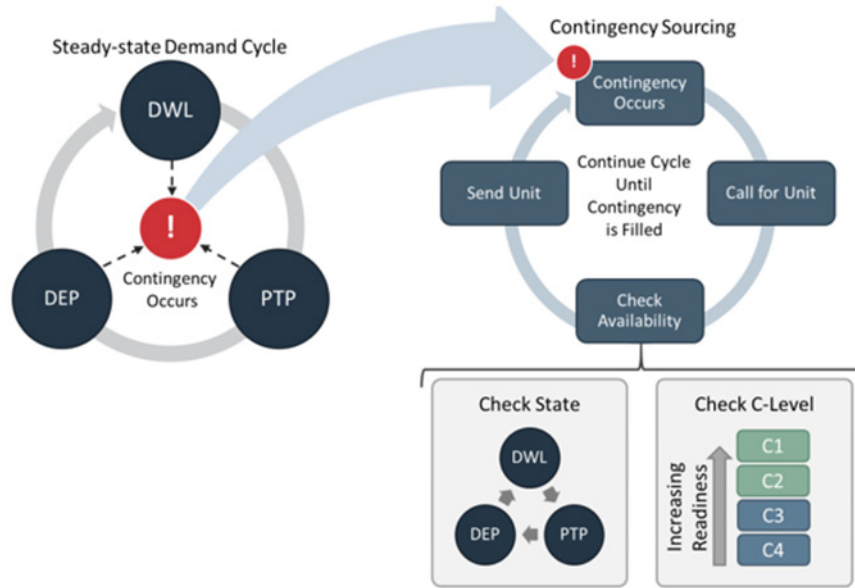 Steady-state Demand Cycle
DWL
!
Contingency
Occurs
DEP
PTP
Contingency Sourcing
!
Contingency
Occurs
Call for Unit
Check
Availability
Send Unit
Continue Cycle
Until
Contingency
is Filled
Check State
DWL
DEP
PTP
Check C-Level
Increasing
Readiness
C1
C2
C3
C4